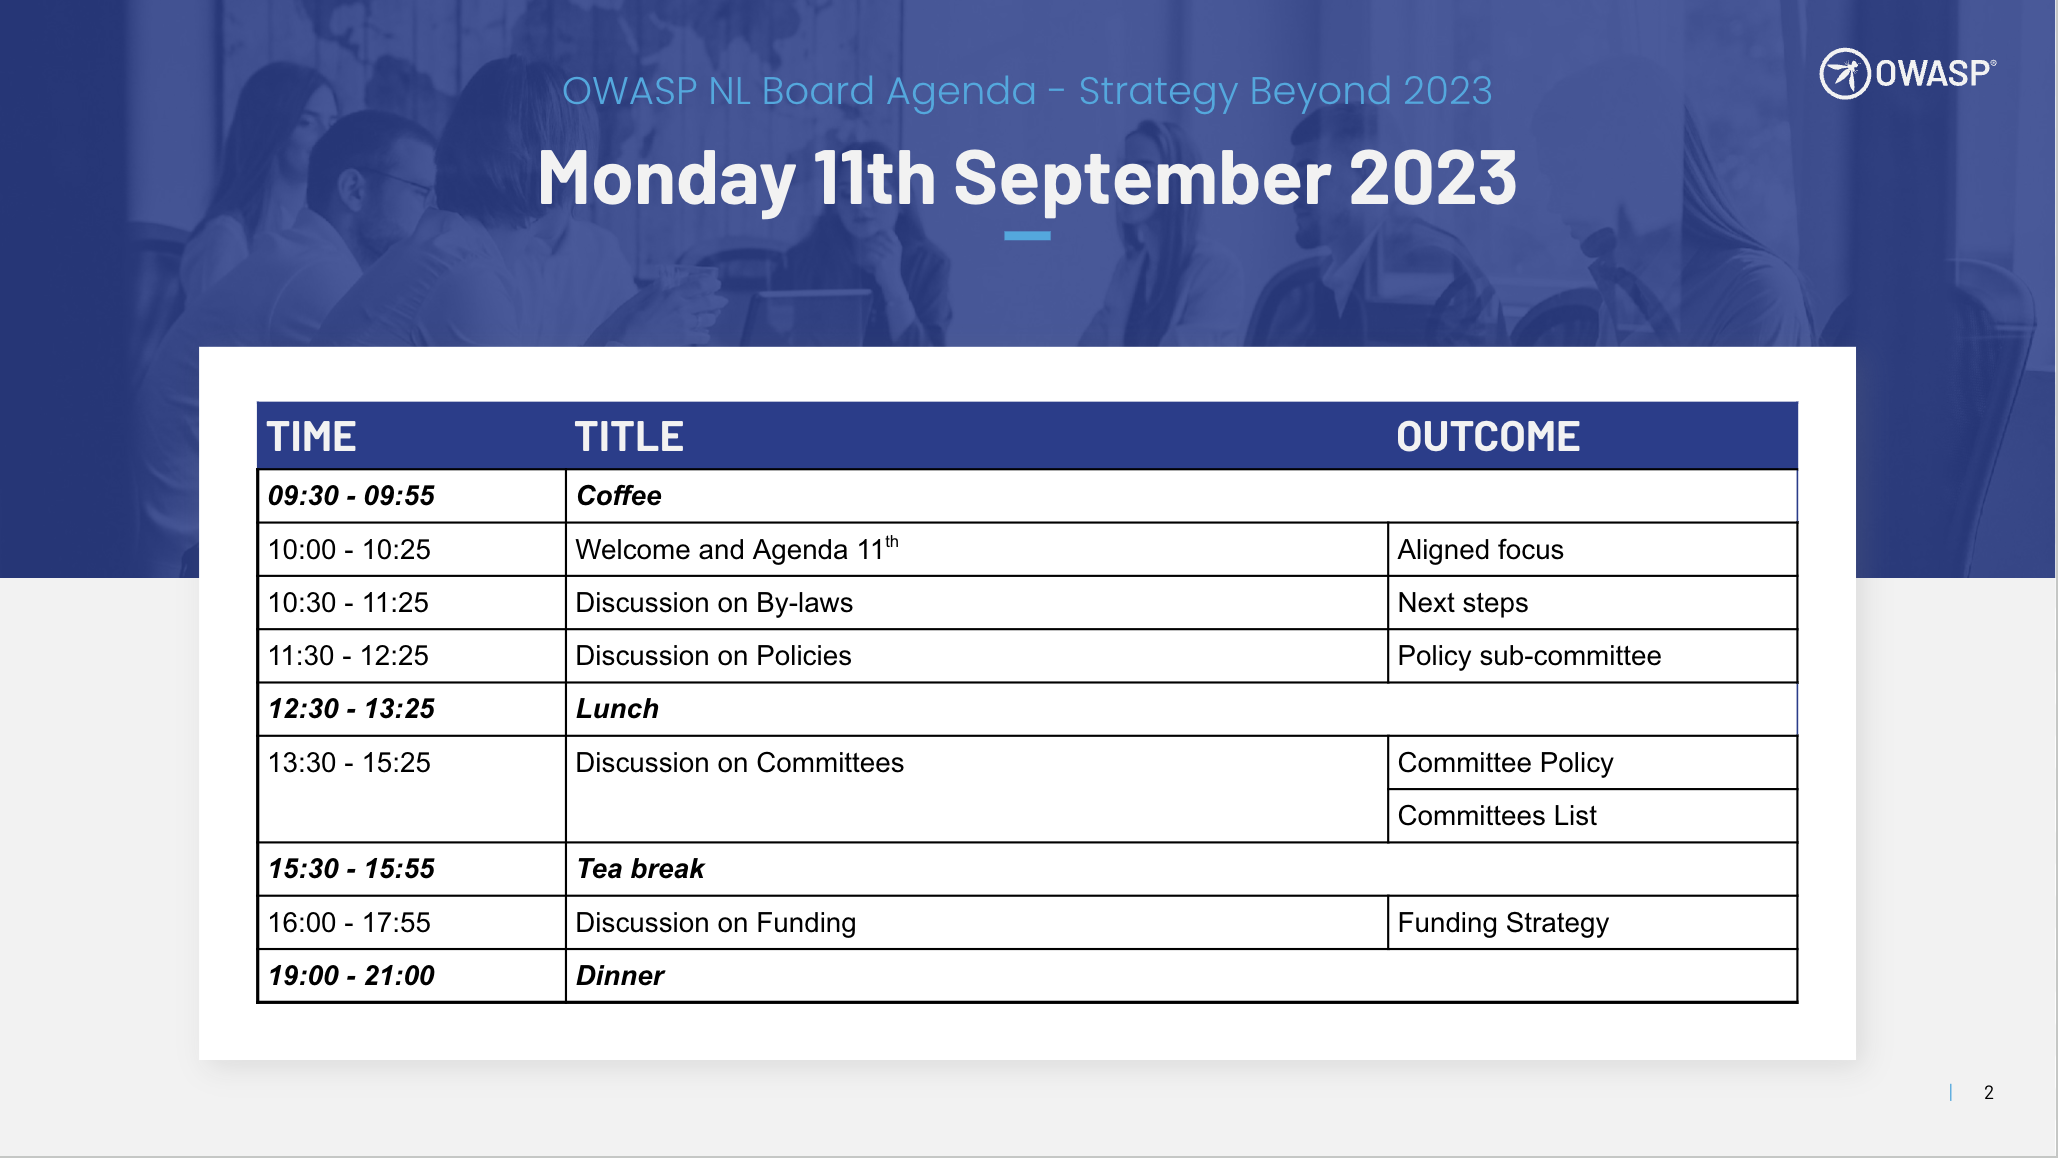 OWASP NL Board Agenda - Strategy Beyond 2023
OWASP®
Monday 11th September 2023
TIME TITLE OUTCOME
09:30 - 09:55 Coffee
10:00 - 10:25 Welcome and Agenda 11th Aligned focus
10:30 - 11:25 Discussion on By-laws Next steps
11:30 - 12:25 Discussion on Policies Policy sub-committee
12:30 - 13:25 Lunch
13:30 - 15:25 Discussion on Committees Committee Policy
Committees List
15:30 - 15:55 Tea break
16:00 - 17:55 Discussion on Funding Funding Strategy
19:00 - 21:00 Dinner
| 2